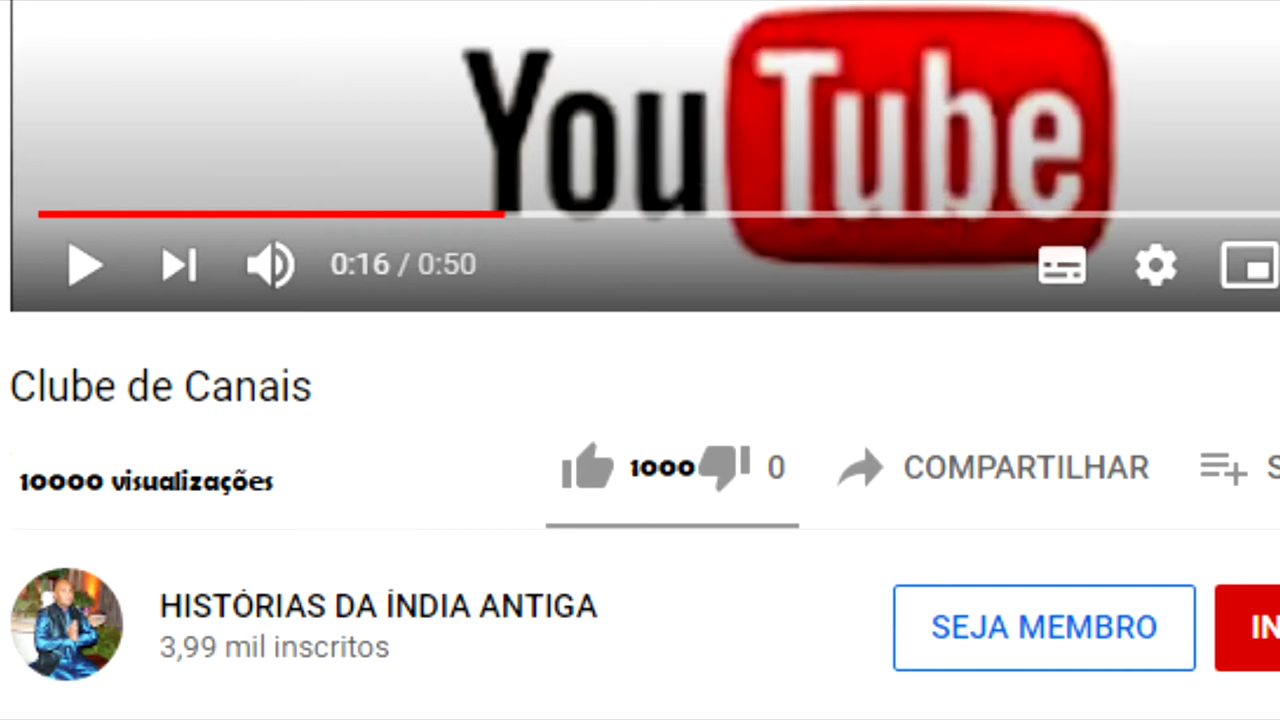 YouTube
0:16 / 0:50
Clube de Canais
10000 visualizações
1000 0 COMPARTILHAR S
HISTÓRIAS DA ÍNDIA ANTIGA
3,99 mil inscritos
SEJA MEMBRO IN